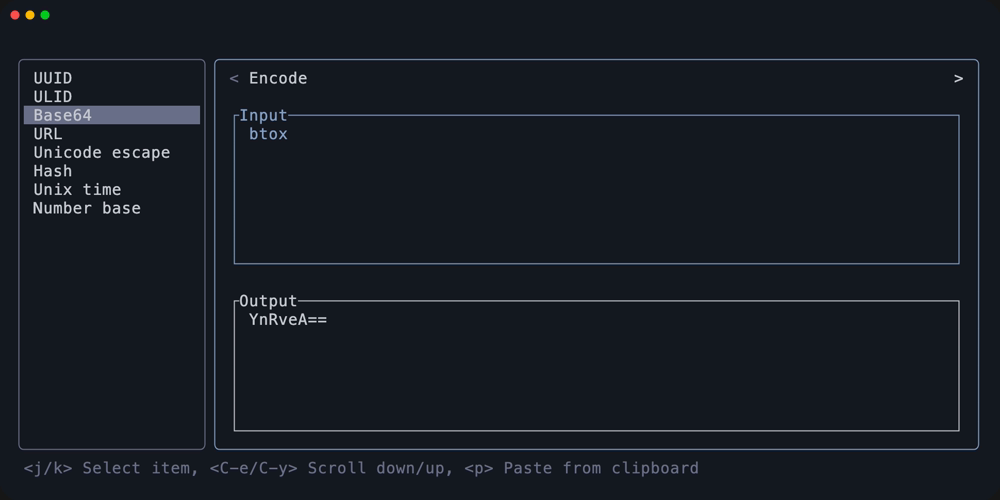 UUID
ULID
Base64
URL
Unicode escape
Hash
Unix time
Number base
< Encode >
Input
btox
Output
YnRveA==
<j/k> Select item, <C-e/C-y> Scroll down/up, <p> Paste from clipboard